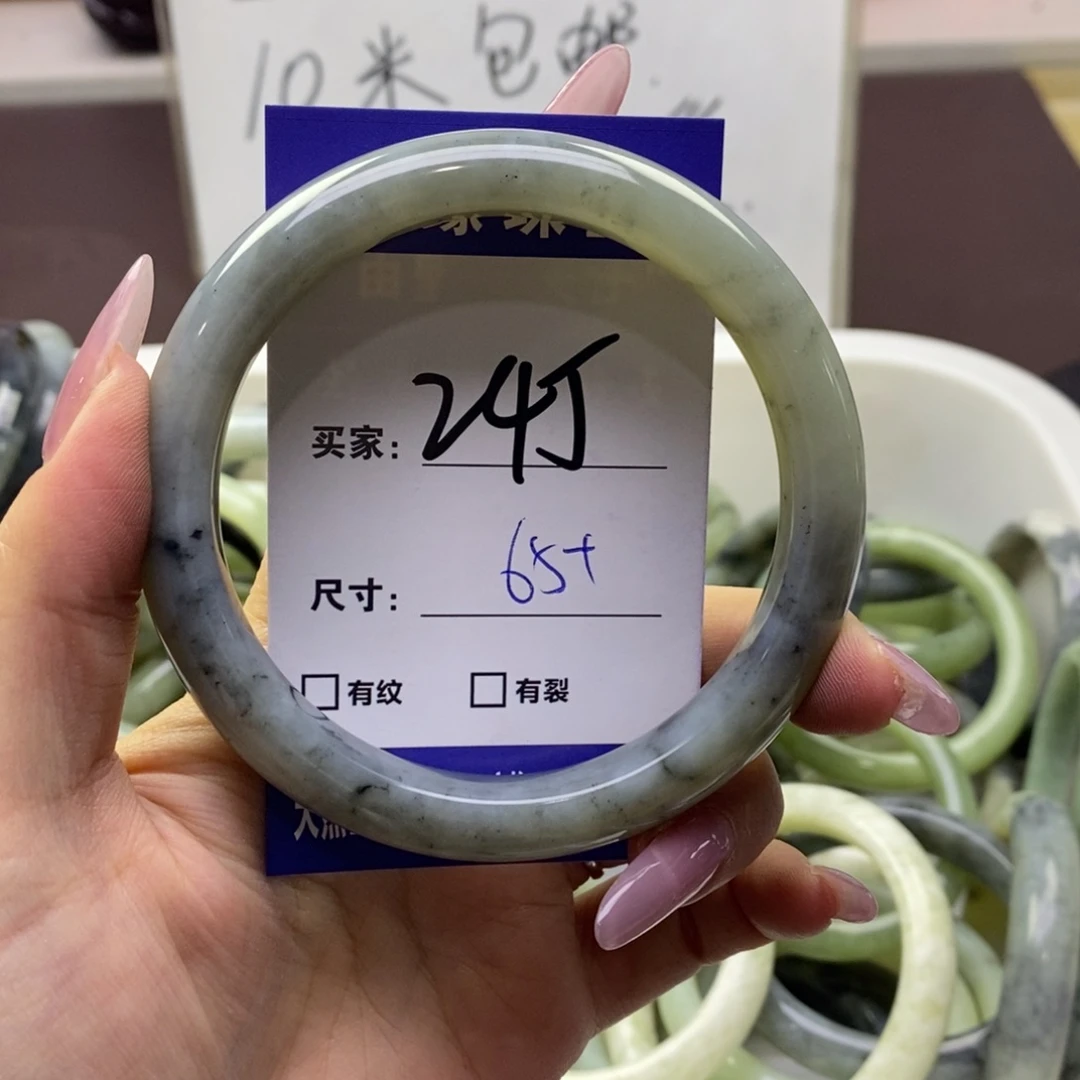 10米包邮
买家：24J
尺寸：65+
□有纹 □有裂